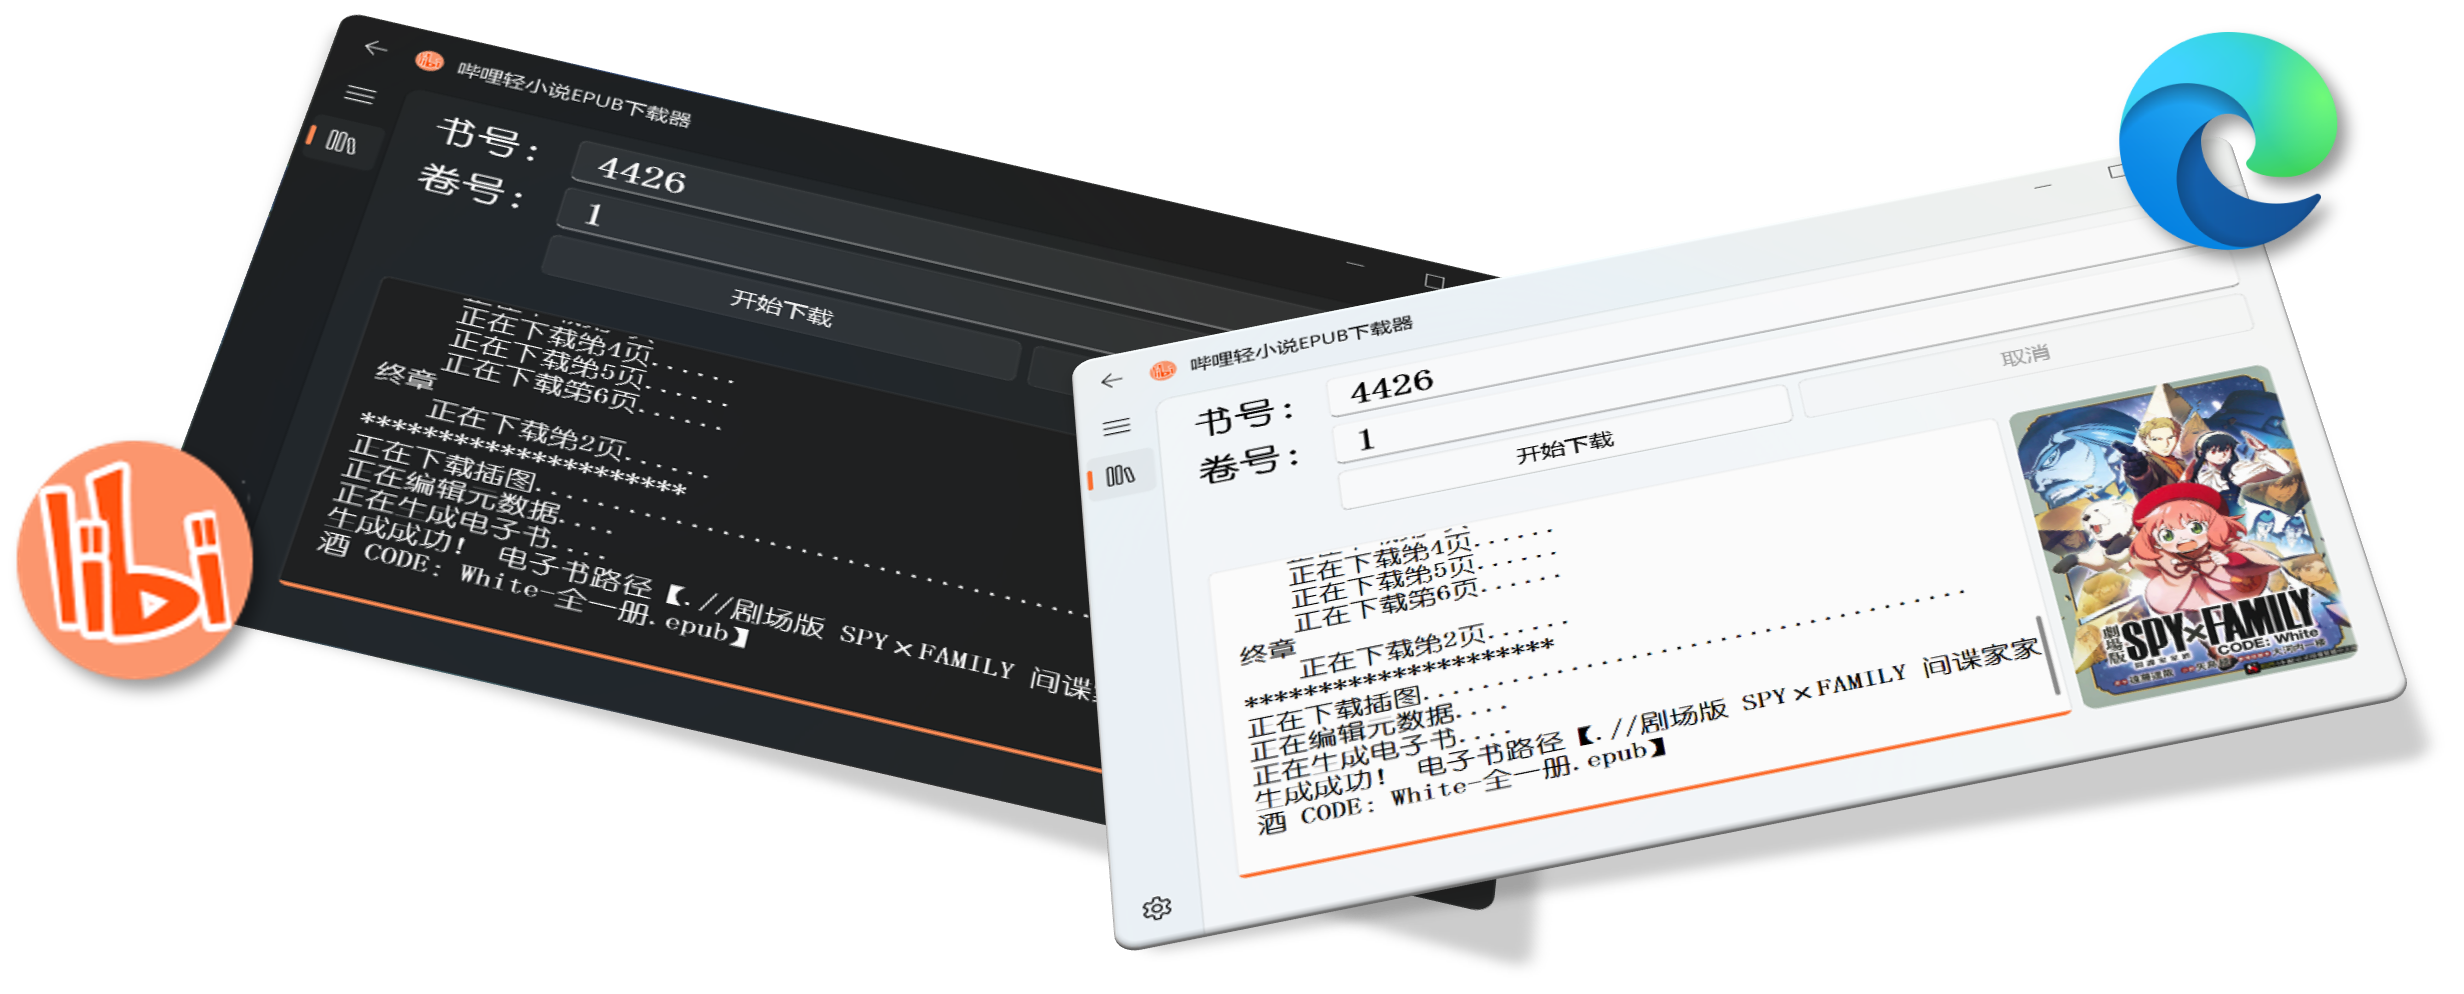 哔哩轻小说EPUB下载器
书号：
4426
卷号：
1
开始下载
正在下载第4页......
正在下载第5页......
正在下载第6页......
终章
正在下载第2页......
*********************
正在下载插图......................................
正在编辑元数据....
正在生成电子书....
生成成功！ 电子书路径【.//剧场版 SPY×FAMILY 间谍家
酒 CODE: White-全一册.epub】
libi
哔哩轻小说EPUB下载器
书号：
4426
卷号：
1
开始下载
取消
正在下载第4页......
正在下载第5页......
正在下载第6页......
终章
正在下载第2页......
*********************
正在下载插图......................................
正在编辑元数据....
正在生成电子书....
生成成功！ 电子书路径【.//剧场版 SPY×FAMILY 间谍家家
酒 CODE: White-全一册.epub】
劇場版
SPY×FAMILY
CODE: White